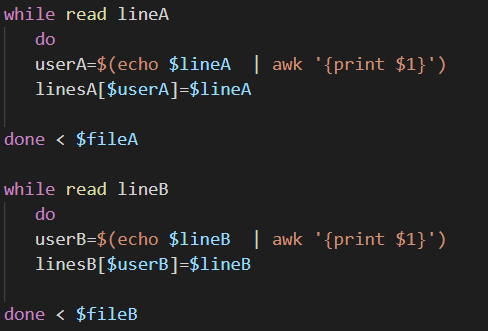 while read lineA
do
userA=$(echo $lineA | awk '{print $1}')
linesA[$userA]=$lineA
done < $fileA
while read lineB
do
userB=$(echo $lineB | awk '{print $1}')
linesB[$userB]=$lineB
done < $fileB